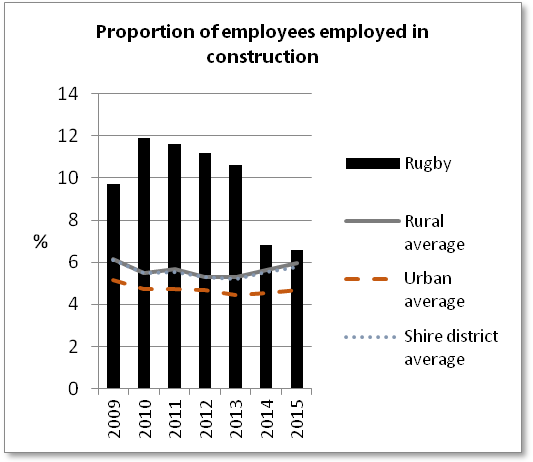 Proportion of employees employed in
construction
14
12
10
8
6
4
2
0
%
2009
2010
2011
2012
2013
2014
2015
Rugby
Rural
average
Urban
average
Shire district
average